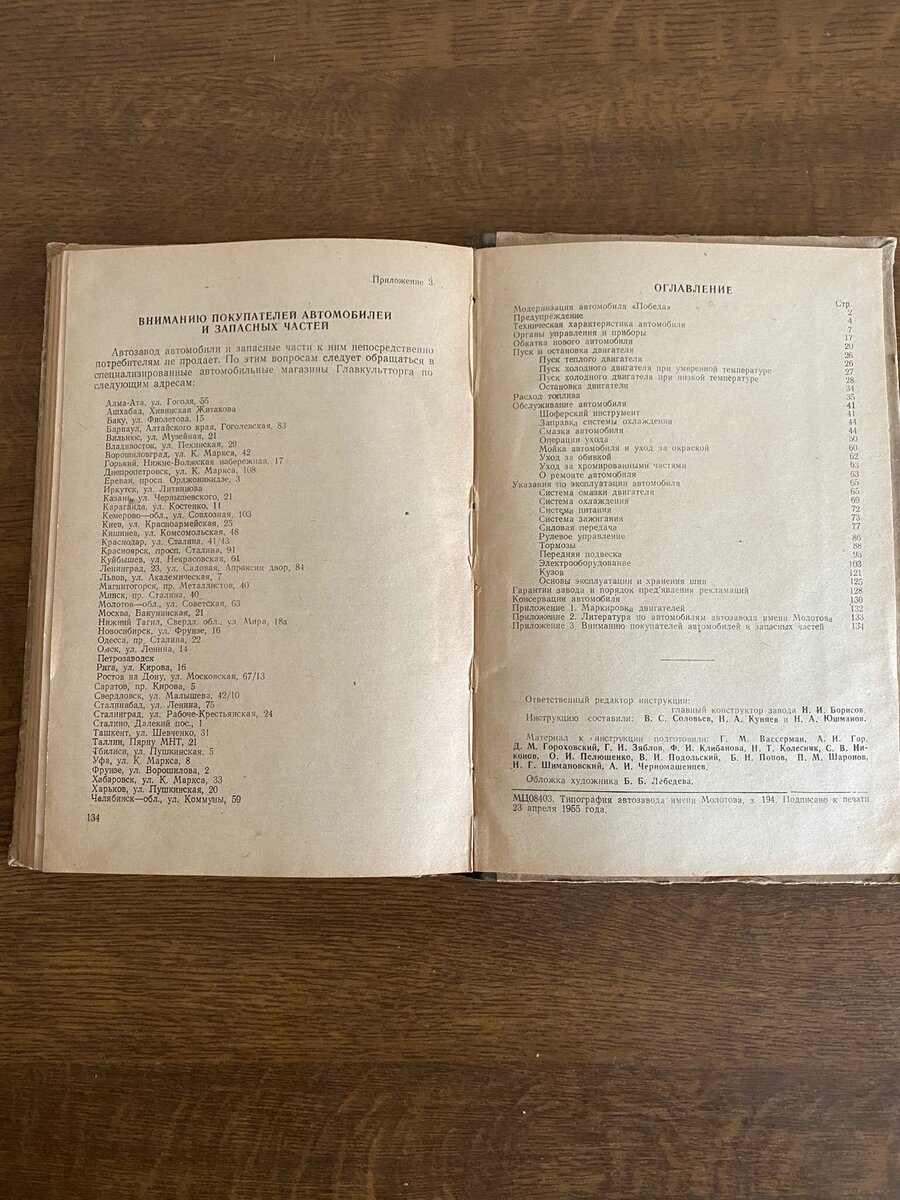 Приложение 3.
ВНИМАНИЮ ПОКУПАТЕЛЕЙ АВТОМОБИЛЕЙ
И ЗАПАСНЫХ ЧАСТЕЙ
Автозавод автомобили и запасные части к ним непосредственно
потребителям не продает. По этим вопросам следует обращаться в
специализированные автомобильные магазины Главкультторга по
следующим адресам:
Алма-Ата, ул. Гоголя, 55
Ашхабад, Хивинская Житакова
Баку, ул. Фиолетова, 15
Барнаул, Алтайского края, Гоголевская, 83
Вильнюс, ул. Музейная, 21
Владивосток, ул. Пекинская, 29
Ворошиловград, ул. К. Маркса, 42
Горький, Нижне-Волжская набережная, 17
Днепропетровск, ул. К. Маркса, 108
Ереван, просп. Орджоникидзе, 3
Иркутск, ул. Литвинова
Казань, ул. Чернышевского, 21
Караганда, ул. Костенко, 11
Кемерово—обл., ул. Совхозная, 103
Киев, ул. Красноармейская, 25
Кишинев, ул. Комсомольская, 48
Краснодар, ул. Сталина, 41/43
Красноярск, просп. Сталина, 91
Куйбышев, ул. Некрасовская, 61
Ленинград, 23, ул. Садовая, Апраксин двор, 84
Львов, ул. Академическая, 7
Магнитогорск, пр. Металлистов, 40
Минск, пр. Сталина, 40
Молотов—обл., ул. Советская, 63
Москва, Бакунинская, 21
Нижний Тагил, Свердл. обл., ул. Мира, 18а
Новосибирск, ул. Фрунзе, 16
Одесса, пр. Сталина, 22
Омск, ул. Ленина, 14
Петрозаводск
Рига, ул. Кирова, 16
Ростов на Дону, ул. Московская, 67/13
Саратов, пр. Кирова, 5
Свердловск, ул. Малышева, 42/10
Сталинабад, ул. Ленина, 75
Сталинград, ул. Рабоче-Крестьянская, 24
Сталино, Далекий пос., 1
Ташкент, ул. Шевченко, 31
Таллин, Пярну МНТ, 21
Тбилиси, ул. Пушкинская, 5
Уфа, ул. К. Маркса, 8
Фрунзе, ул. Ворошилова, 2
Хабаровск, ул. К. Маркса, 33
Харьков, ул. Пушкинская, 20
Челябинск—обл., ул. Коммуны, 59
134
ОГЛАВЛЕНИЕ
Стр.
Модернизация автомобиля «Победа» 2
Предупреждение 4
Техническая характеристика автомобиля 7
Органы управления и приборы 17
Обкатка нового автомобиля 20
Пуск и остановка двигателя 26
Пуск теплого двигателя 26
Пуск холодного двигателя при умеренной температуре 27
Пуск холодного двигателя при низкой температуре 28
Остановка двигателя 34
Расход топлива 35
Обслуживание автомобиля 41
Шоферский инструмент 41
Заправка системы охлаждения 44
Смазка автомобиля 44
Операции ухода 50
Мойка автомобиля и уход за окраской 60
Уход за обивкой 62
Уход за хромированными частями 63
О ремонте автомобиля 63
Указания по эксплуатации автомобиля 65
Система смазки двигателя 65
Система охлаждения 69
Система питания 72
Система зажигания 73
Силовая передача 77
Рулевое управление 86
Тормозы 88
Передняя подвеска 95
Электрооборудование 103
Кузов 121
Основы эксплуатации и хранения шин 125
Гарантии завода и порядок пред'явления рекламаций 128
Консервация автомобиля 130
Приложение 1. Маркировка двигателей 132
Приложение 2. Литература по автомобилям автозавода имени Молотова 133
Приложение 3. Вниманию покупателей автомобилей и запасных частей 134
Ответственный редактор инструкции:
главный конструктор завода Н. И. Борисов.
Инструкцию составили: В. С. Соловьев, Н. А. Куняев и Н. А. Юшманов.
Материал к инструкции подготовили: Г. М. Вассерман, А. И. Гор.
Д. М. Гороховский, Г. И. Зяблов, Ф. И. Клибанова, Н. Т. Колесник, С. В. Ни-
конов, О. И. Пелюшенко, В. И. Подольский, Б. И. Попов, П. М. Шаронов,
Н. Г. Шимановский, А. И. Черномашенцев.
Обложка художника Б. Б. Лебедева.
МЦ08403. Типография автозавода имени Молотова, з. 194. Подписано к печати
23 апреля 1955 года.